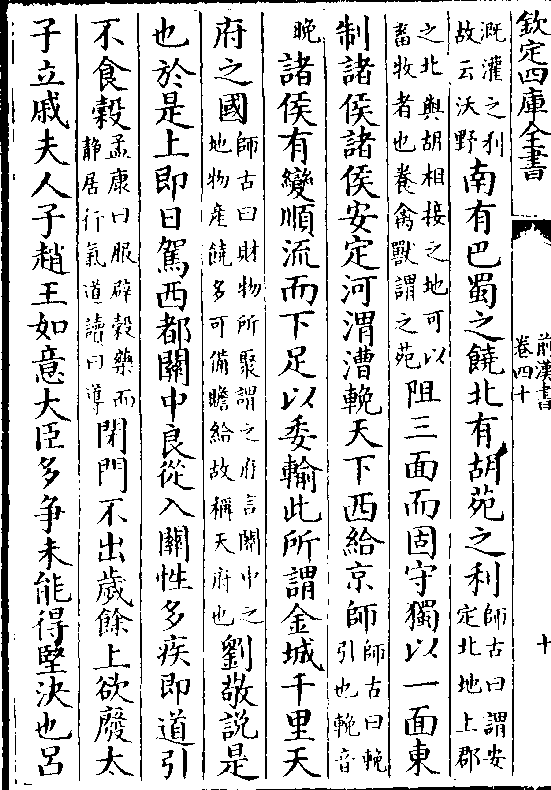 欽定四庫全書
前漢書
卷四十
十
溉灌之利
故云沃野
南有巴蜀之饒北有胡苑之利
師古曰謂安
定北地上郡
之北與胡相接之地可以
畜牧者也養禽獸謂之苑
阻三面而固守獨以一面東
制諸侯諸侯安定河渭漕輓天下西給京師
師古曰輓
引也輓音
晚
諸侯有變順流而下足以委輸此所謂金城千里天
府之國
師古曰財物所聚謂之府言關中之
地物產饒多可備贍給故稱天府也
劉敬說是
也於是上即日駕西都關中良從入關性多疾即道引
不食穀
孟康曰服辟穀藥而
静居行氣道讀曰導
閉門不出歲餘上欲廢太
子立戚夫人子趙王如意大臣多争未能得堅決也呂